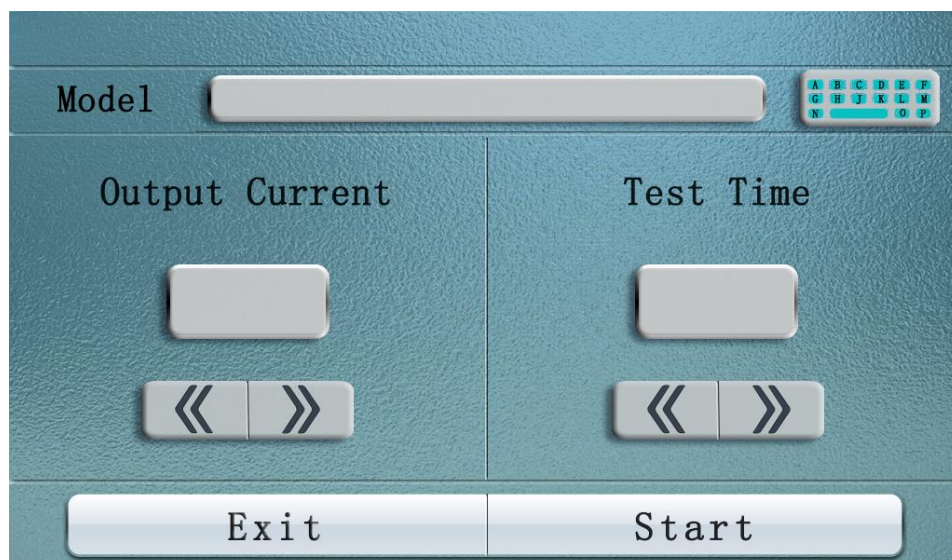 Model
A B C D E F
G H J K L M
N O P
Output Current
Test Time
« »
« »
Exit
Start